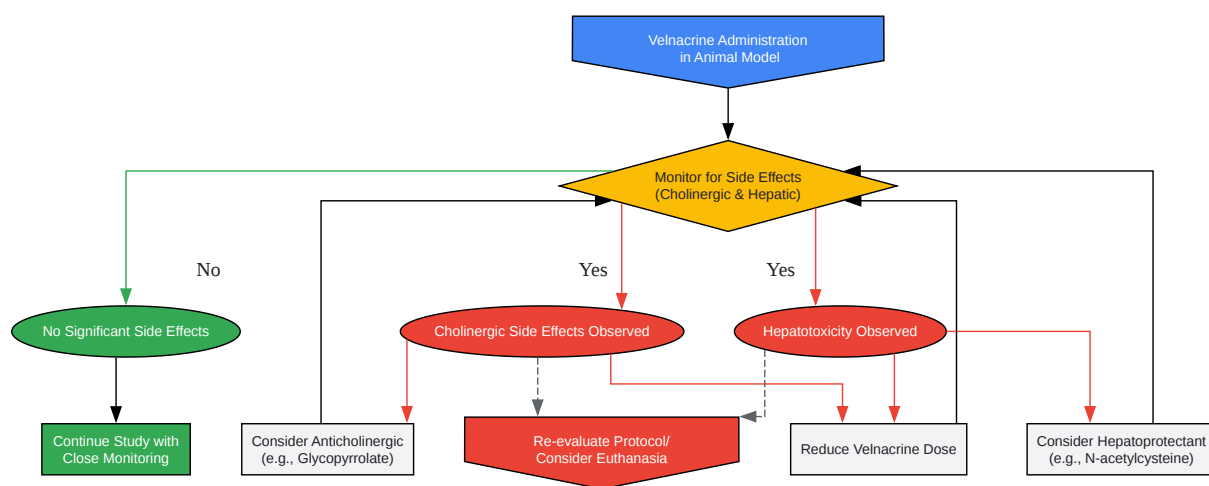 Velnacrine Administration
in Animal Model
Monitor for Side Effects
(Cholinergic & Hepatic)
No
Yes
Yes
No Significant Side Effects
Cholinergic Side Effects Observed
Hepatotoxicity Observed
Continue Study with
Close Monitoring
Consider Anticholinergic
(e.g., Glycopyrrolate)
Re-evaluate Protocol/
Consider Euthanasia
Reduce Velnacrine Dose
Consider Hepatoprotectant
(e.g., N-acetylcysteine)